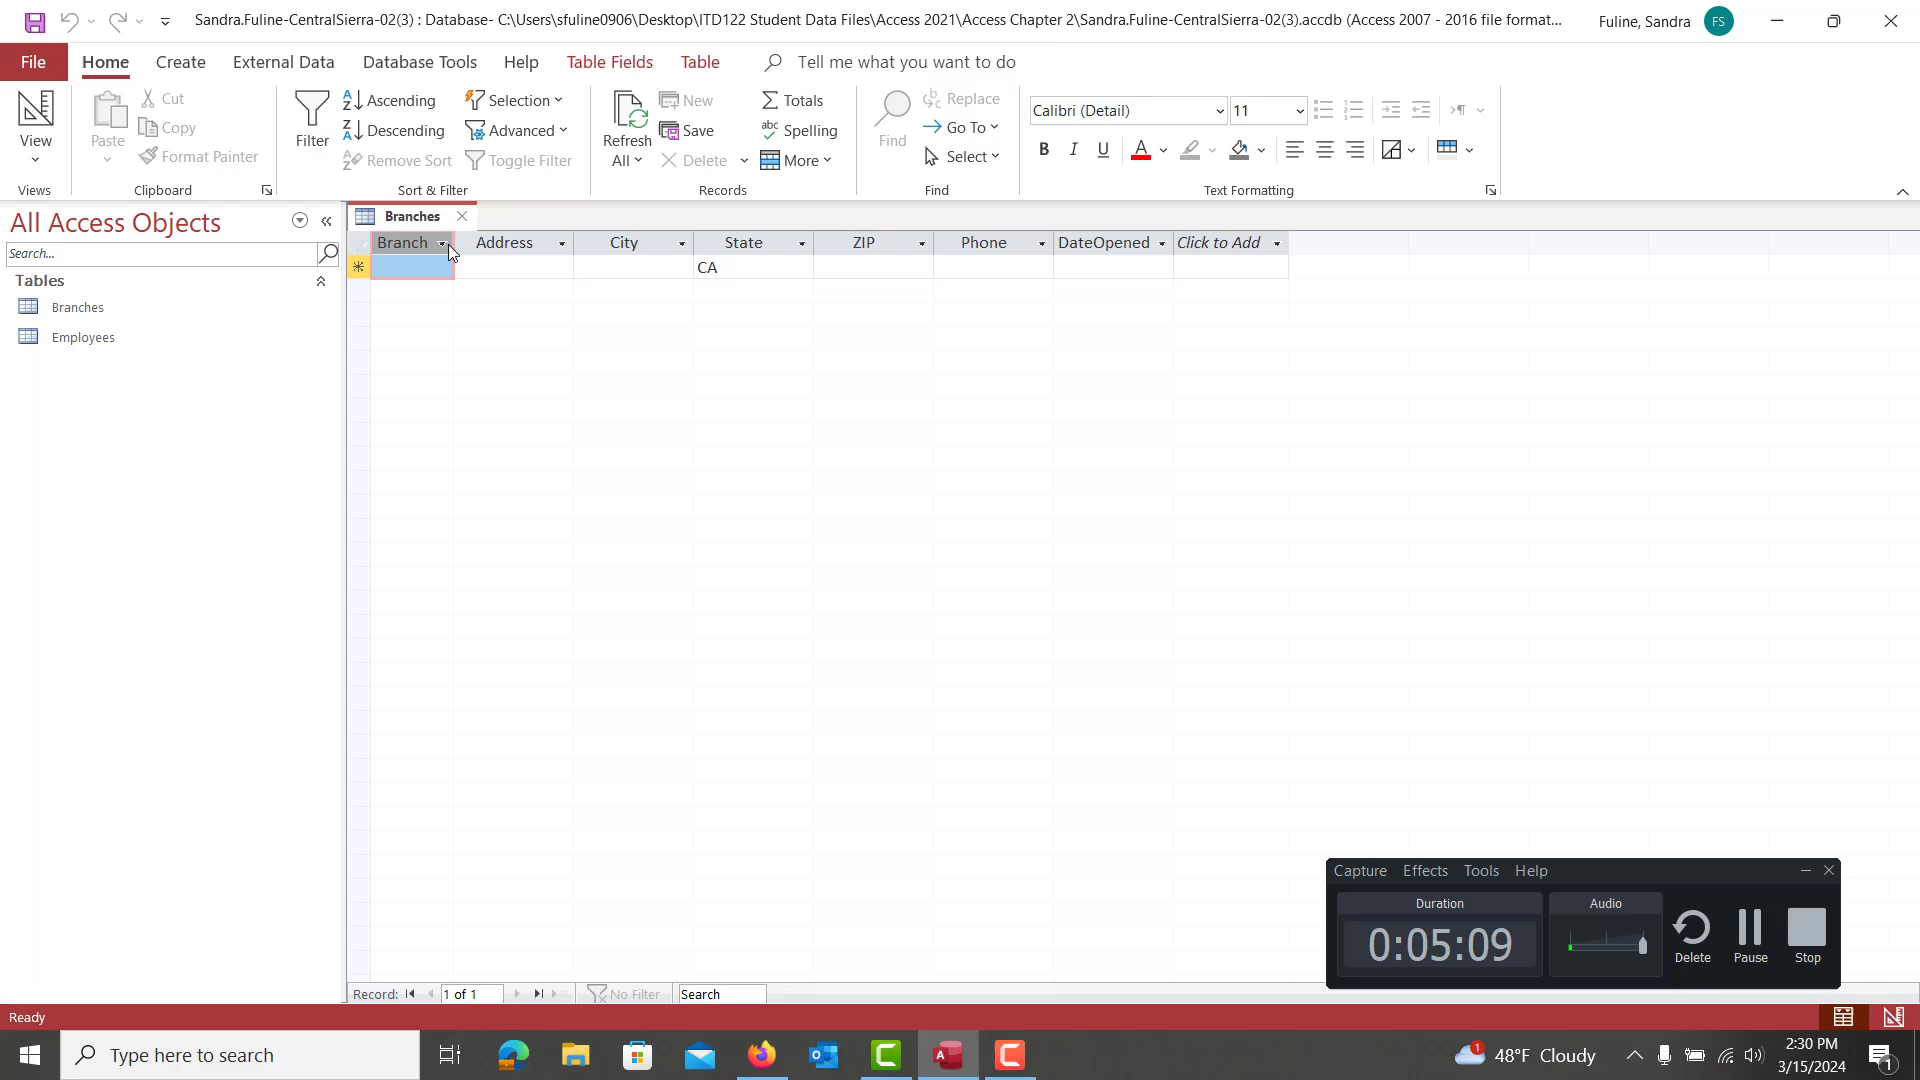 Sandra.Fuline-CentralSierra-02(3) : Database- C:\Users\sfuline0906\Desktop\ITD122 Student Data Files\Access 2021\Access Chapter 2\Sandra.Fuline-CentralSierra-02(3).accdb (Access 2007 - 2016 file format...
Fuline, Sandra
FS
File
Home
Create
External Data
Database Tools
Help
Table Fields
Table
Tell me what you want to do
View
Views
Paste
Cut
Copy
Format Painter
Clipboard
Filter
Ascending
Descending
Remove Sort
Selection
Advanced
Toggle Filter
Sort & Filter
Refresh
All
New
Save
Delete
Totals
Spelling
More
Records
Find
Replace
Go To
Select
Find
Calibri (Detail)
11
B I U A
Text Formatting
All Access Objects
Search...
Tables
Branches
Employees
Branches
Branch Address City State ZIP Phone DateOpened Click to Add
CA
Capture Effects Tools Help
Duration
0:05:09
Audio
Delete
Pause
Stop
Record: 1 of 1 No Filter Search
Ready
Type here to search
1
48°F Cloudy
2:30 PM
3/15/2024
1